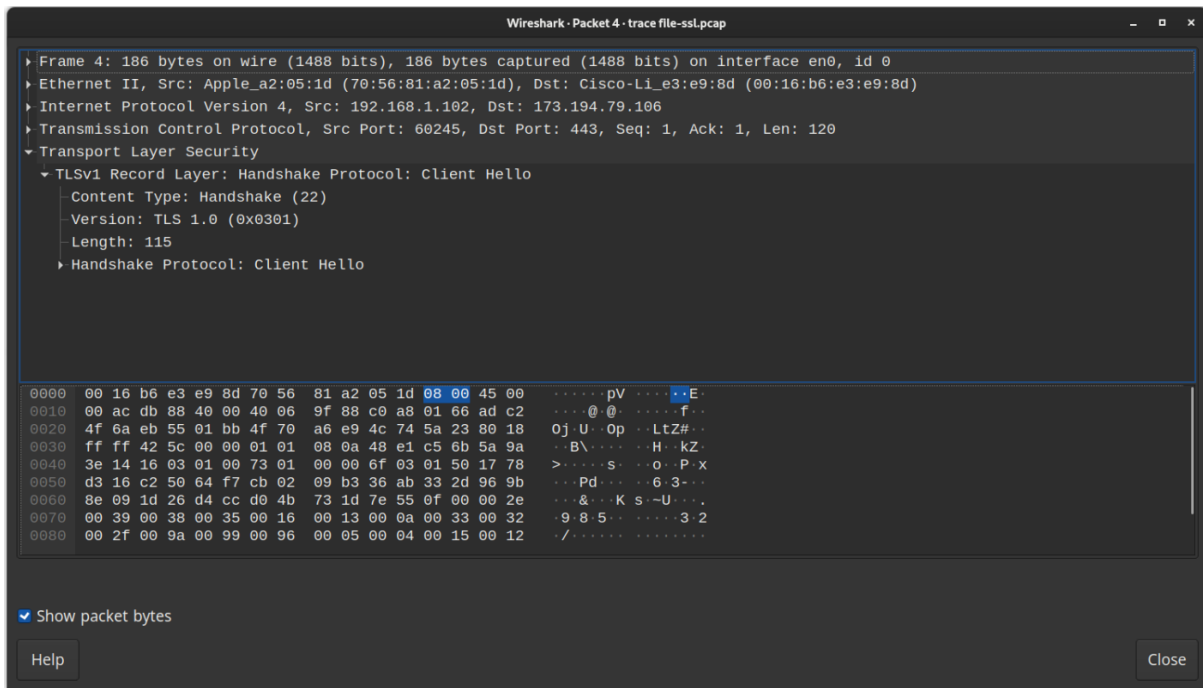 Wireshark · Packet 4 · trace file-ssl.pcap
Frame 4: 186 bytes on wire (1488 bits), 186 bytes captured (1488 bits) on interface en0, id 0
Ethernet II, Src: Apple_a2:05:1d (70:56:81:a2:05:1d), Dst: Cisco-Li_e3:e9:8d (00:16:b6:e3:e9:8d)
Internet Protocol Version 4, Src: 192.168.1.102, Dst: 173.194.79.106
Transmission Control Protocol, Src Port: 60245, Dst Port: 443, Seq: 1, Ack: 1, Len: 120
Transport Layer Security
TLSv1 Record Layer: Handshake Protocol: Client Hello
Content Type: Handshake (22)
Version: TLS 1.0 (0x0301)
Length: 115
Handshake Protocol: Client Hello
0000 00 16 b6 e3 e9 8d 70 56 81 a2 05 1d 08 00 45 00 ······pV ······E·
0010 00 ac db 88 40 00 40 06 9f 88 c0 a8 01 66 ad c2 ····@·@· ·····f··
0020 4f 6a eb 55 01 bb 4f 70 a6 e9 4c 74 5a 23 80 18 Oj·U··Op ··LtZ#··
0030 ff ff 42 5c 00 00 01 01 08 0a 48 e1 c5 6b 5a 9a ··B\···· ··H··kZ·
0040 3e 14 16 03 01 00 73 01 00 00 6f 03 01 50 17 78 >·····s· ··o··P·x
0050 d3 16 c2 50 64 f7 cb 02 09 b3 36 ab 33 2d 96 9b ···Pd··· ··6·3-··
0060 8e 09 1d 26 d4 cc d0 4b 73 1d 7e 55 0f 00 00 2e ···&···K s·~U···.
0070 00 39 00 38 00 35 00 16 00 13 00 0a 00 33 00 32 ·9·8·5·· ·····3·2
0080 00 2f 00 9a 00 99 00 96 00 05 00 04 00 15 00 12 ·/······ ········
Show packet bytes
Help
Close